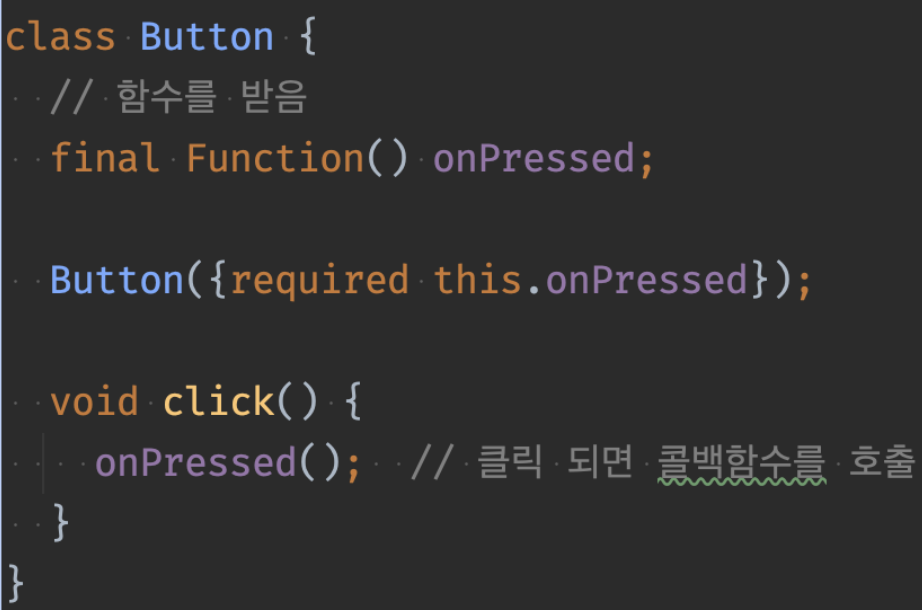 class Button {
  // 함수를 받음
  final Function() onPressed;
  Button({required this.onPressed});
  void click() {
    onPressed();  // 클릭 되면 콜백함수를 호출
  }
}